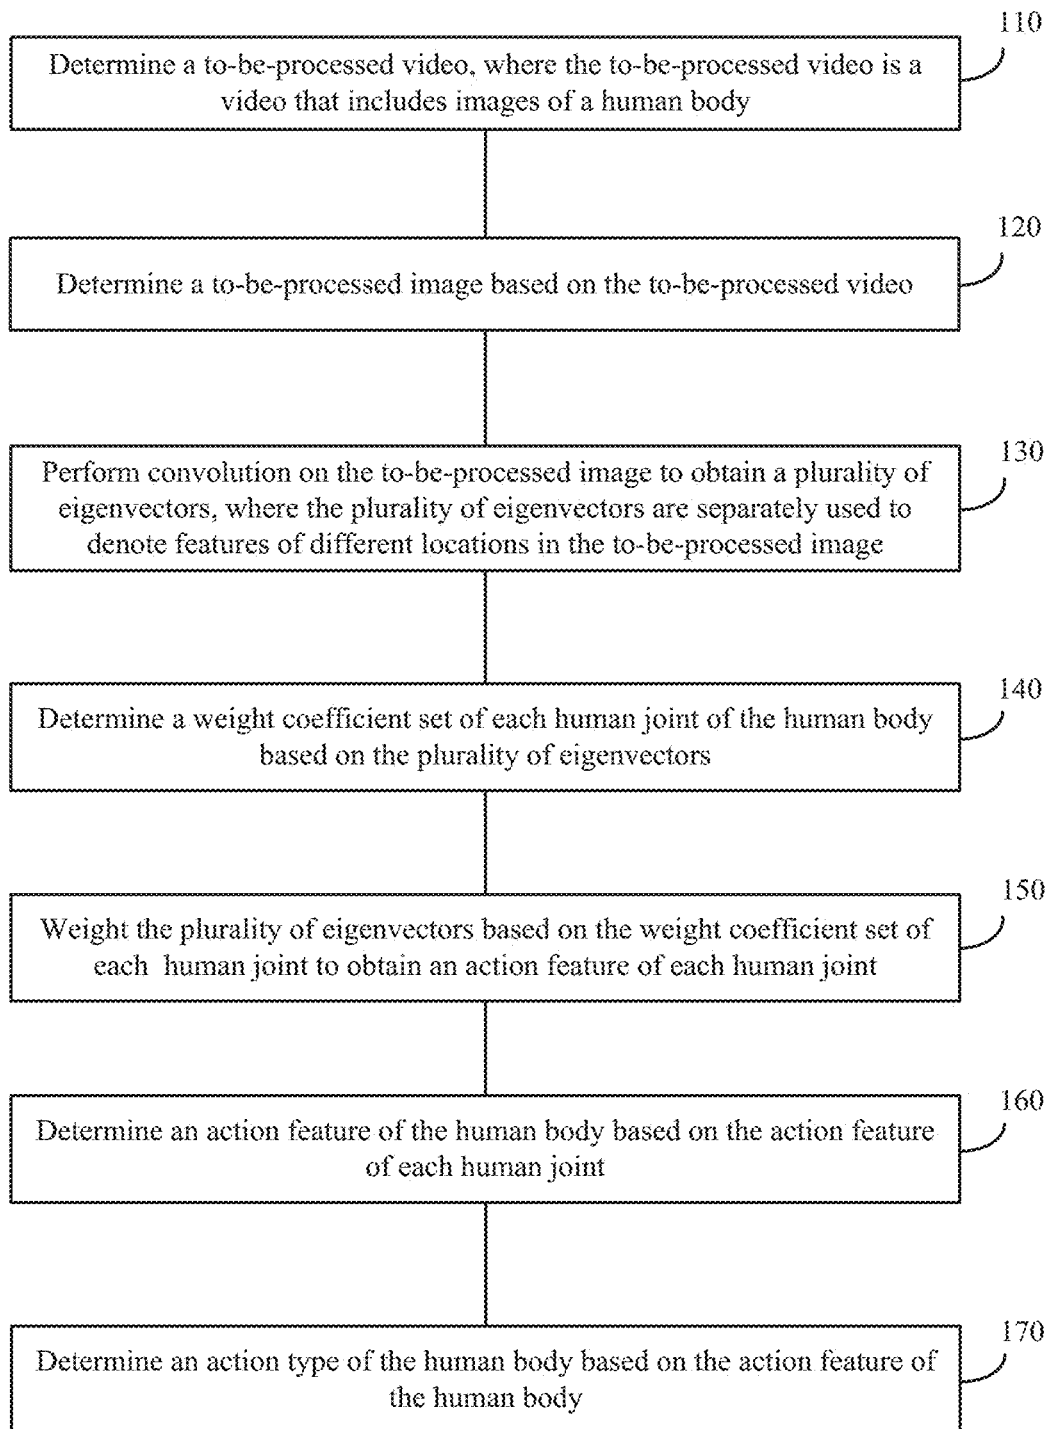 110
Determine a to-be-processed video, where the to-be-processed video is a
video that includes images of a human body
120
Determine a to-be-processed image based on the to-be-processed video
130
Perform convolution on the to-be-processed image to obtain a plurality of
eigenvectors, where the plurality of eigenvectors are separately used to
denote features of different locations in the to-be-processed image
140
Determine a weight coefficient set of each human joint of the human body
based on the plurality of eigenvectors
150
Weight the plurality of eigenvectors based on the weight coefficient set of
each human joint to obtain an action feature of each human joint
160
Determine an action feature of the human body based on the action feature
of each human joint
170
Determine an action type of the human body based on the action feature of
the human body